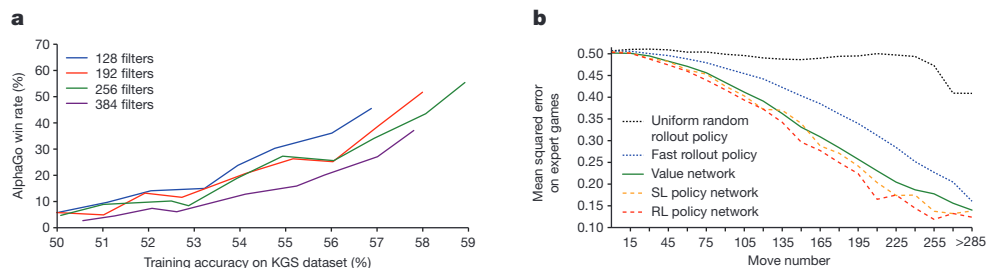 a
70
60
50
40
30
20
10
0
AlphaGo win rate (%)
128 filters
192 filters
256 filters
384 filters
50 51 52 53 54 55 56 57 58 59
Training accuracy on KGS dataset (%)
b
0.50
0.45
0.40
0.35
0.30
0.25
0.20
0.15
0.10
Mean squared error
on expert games
Uniform random
rollout policy
Fast rollout policy
Value network
SL policy network
RL policy network
15 45 75 105 135 165 195 225 255 >285
Move number